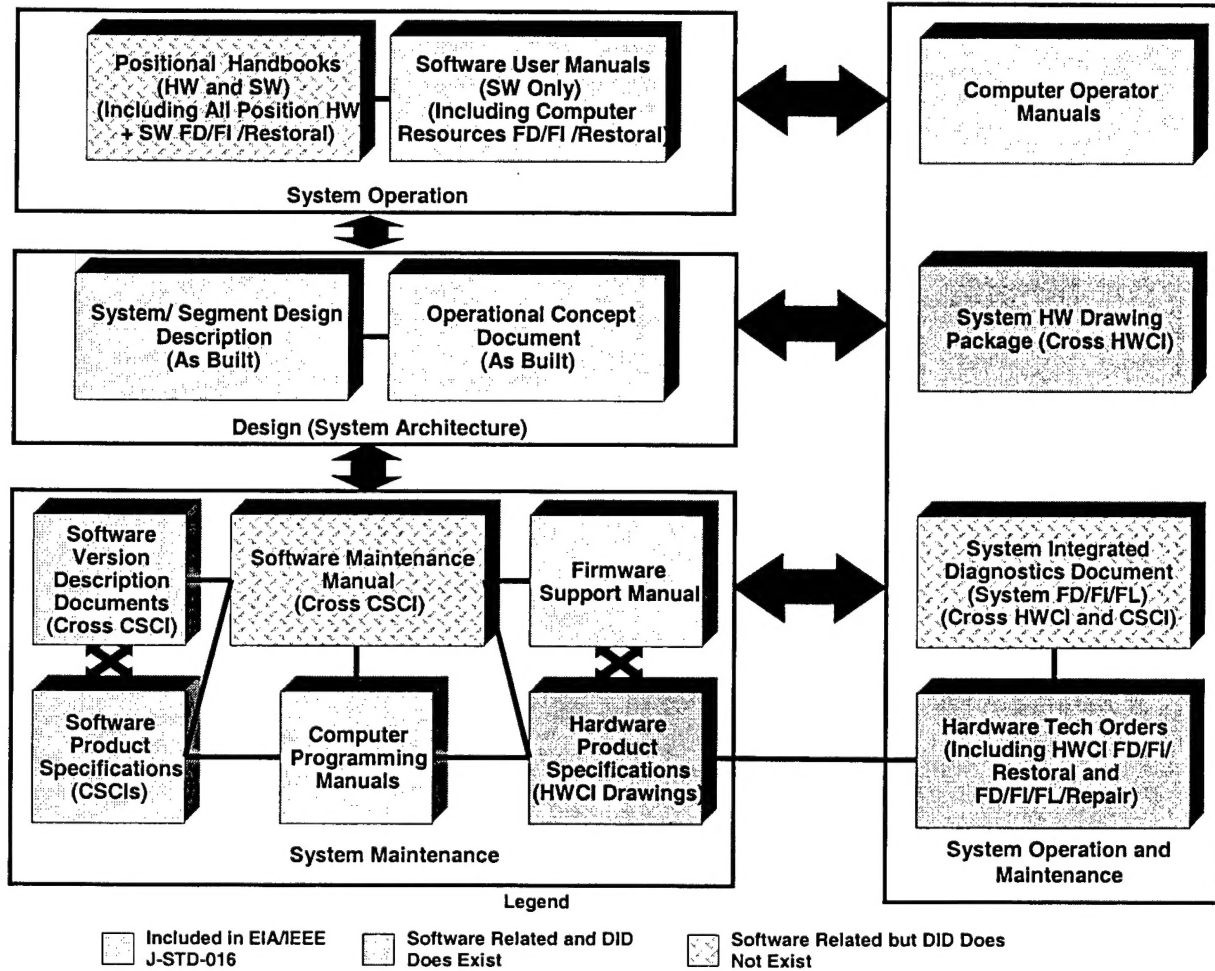 Positional Handbooks
(HW and SW)
(Including All Position HW
+ SW FD/FI /Restoral)
Software User Manuals
(SW Only)
(Including Computer
Resources FD/FI /Restoral)
System Operation
Computer Operator
Manuals
System/ Segment Design
Description
(As Built)
Operational Concept
Document
(As Built)
Design (System Architecture)
System HW Drawing
Package (Cross HWCI)
Software
Version
Description
Documents
(Cross CSCI)
Software Maintenance
Manual
(Cross CSCI)
Firmware
Support Manual
Software
Product
Specifications
(CSCIs)
Computer
Programming
Manuals
Hardware
Product
Specifications
(HWCI Drawings)
System Maintenance
System Integrated
Diagnostics Document
(System FD/FI/FL)
(Cross HWCI and CSCI)
Hardware Tech Orders
(Including HWCI FD/FI/
Restoral and
FD/FI/FL/Repair)
System Operation and
Maintenance
Legend
Included in EIA/IEEE
J-STD-016
Software Related and DID
Does Exist
Software Related but DID Does
Not Exist